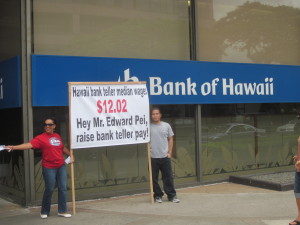 Bank of Hawaii
Hawaii bank teller median wage:
$12.02
Hey Mr. Edward Pei,
raise bank teller pay!